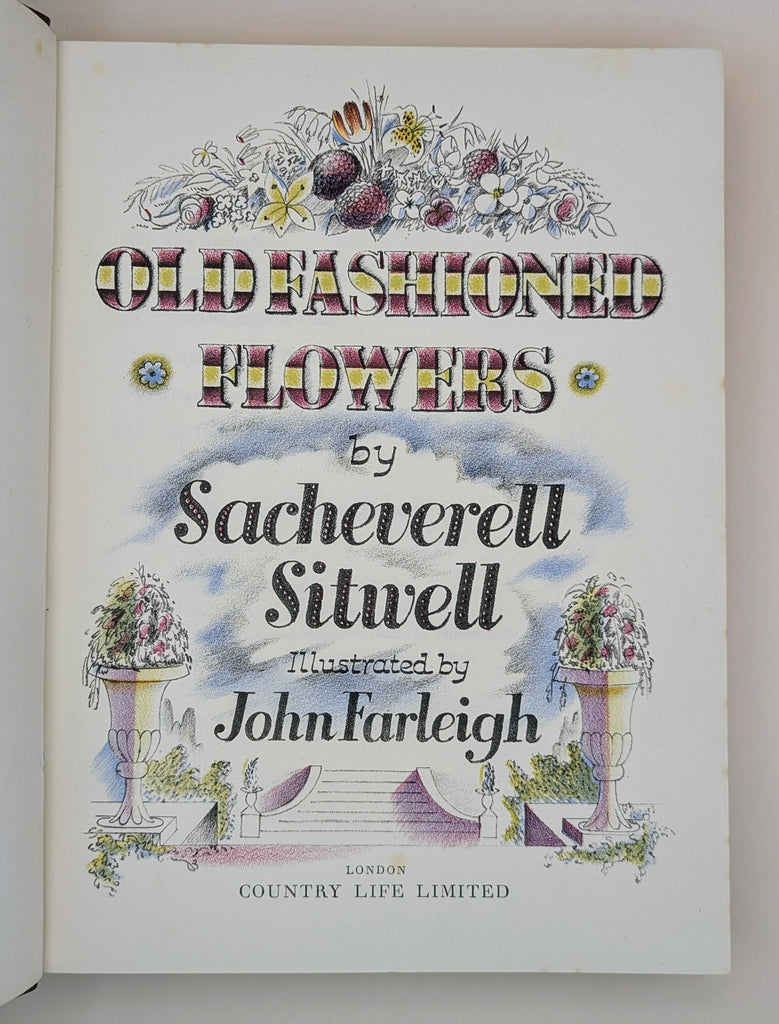 OLD FASHIONED
FLOWERS
by
Sacheverell
Sitwell
Illustrated by
John Farleigh
LONDON
COUNTRY LIFE LIMITED